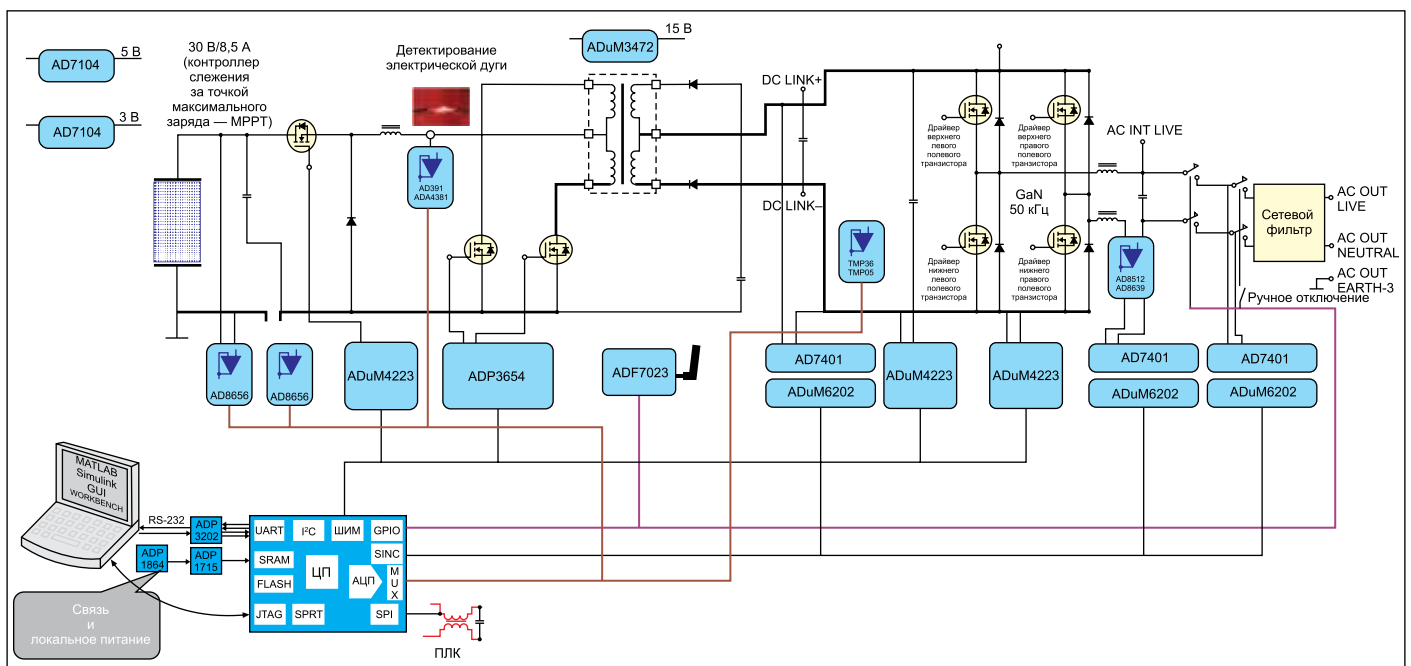 AD7104
5 В
AD7104
3 В
30 В/8,5 А
(контроллер
слежения
за точкой
максимального
заряда — MPPT)
Детектирование
электрической дуги
ADuM3472
15 В
AD391
ADA4381
DC LINK+
DC LINK–
Драйвер
верхнего
левого
полевого
транзистора
Драйвер
верхнего
правого
полевого
транзистора
GaN
50 кГц
Драйвер
нижнего
левого
полевого
транзистора
Драйвер
нижнего
правого
полевого
транзистора
TMP36
TMP05
AC INT LIVE
AD8512
AD8639
Сетевой
фильтр
AC OUT
LIVE
AC OUT
NEUTRAL
AC OUT
EARTH-3
Ручное отключение
AD8656
AD8656
ADuM4223
ADP3654
ADF7023
AD7401
ADuM6202
ADuM4223
ADuM4223
AD7401
ADuM6202
AD7401
ADuM6202
MATLAB
Simulink
GUI
WORKBENCH
RS-232
ADP
3202
ADP
1864
ADP
1715
Связь
и
локальное питание
UART
I²C
ШИМ
GPIO
SRAM
ЦП
SINC
FLASH
АЦП
M
U
X
JTAG
SPRT
SPI
ПЛК